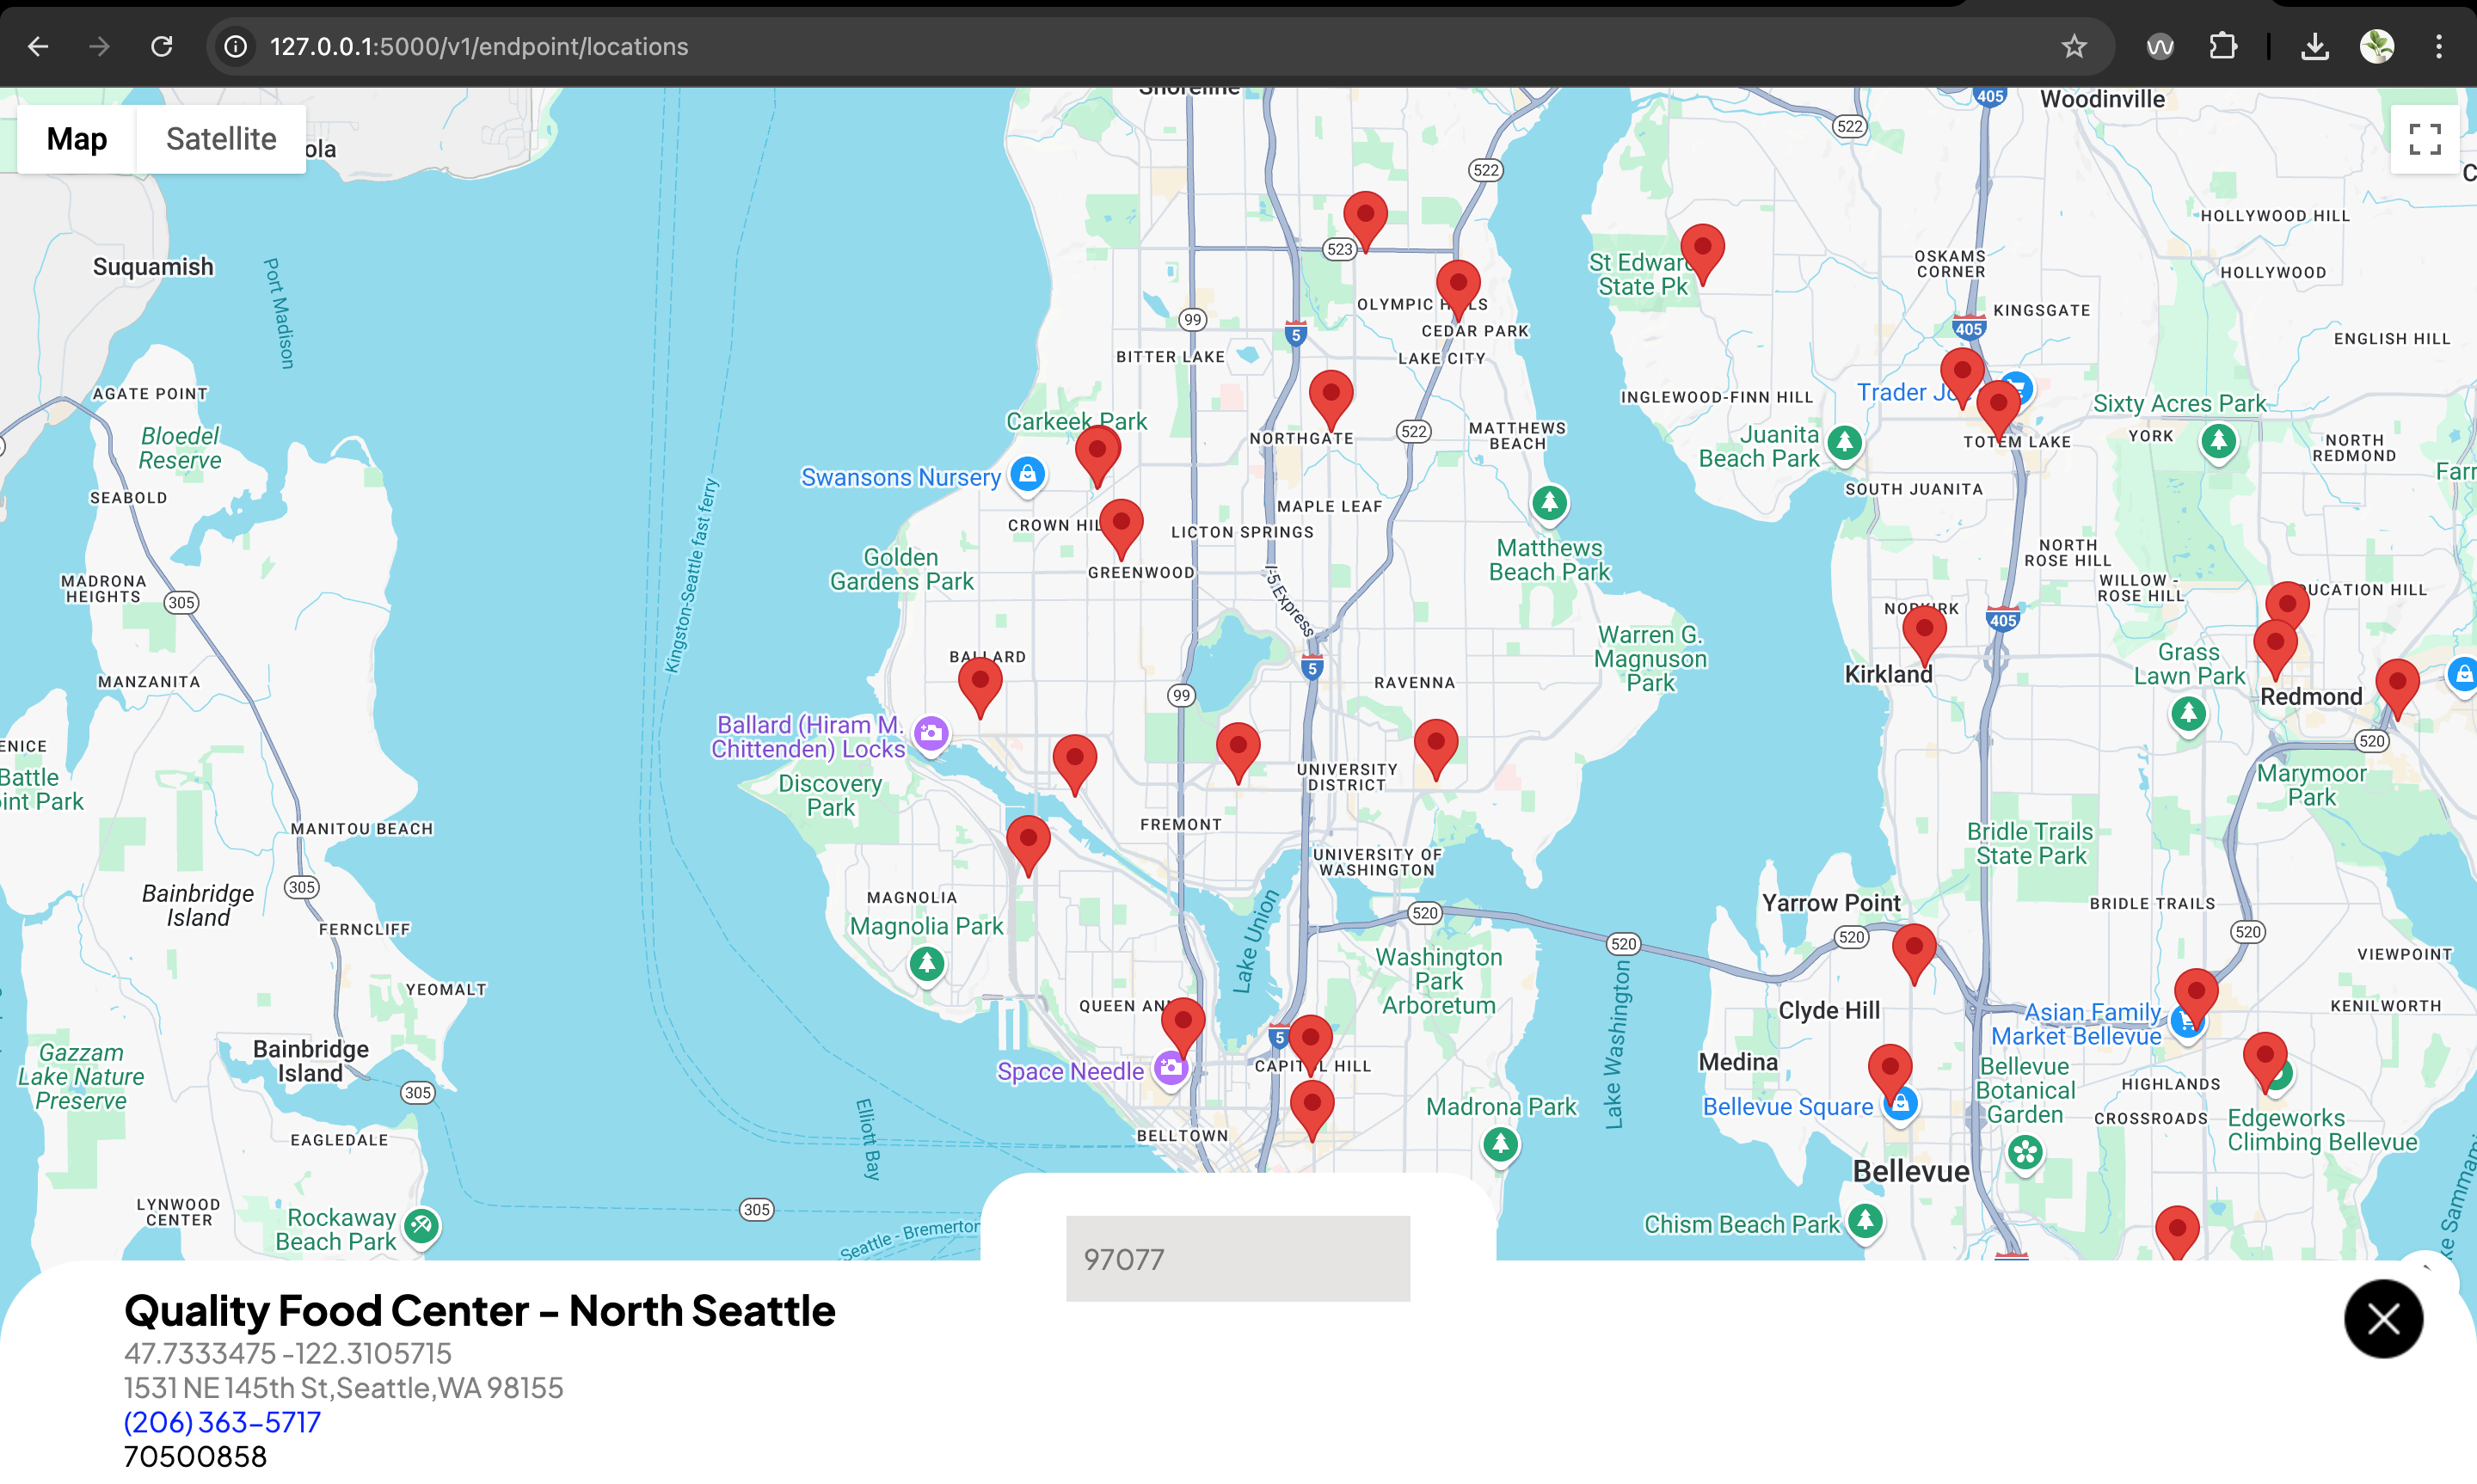 127.0.0.1:5000/v1/endpoint/locations
Shoreline
405
Woodinville
Map
Satellite
ola
522
522
HOLLYWOOD HILL
523
Suquamish
Port Madison
St Edward
State Pk
OSKAMS
CORNER
HOLLYWOOD
OLYMPIC HILLS
KINGSGATE
99
5
CEDAR PARK
405
ENGLISH HILL
BITTER LAKE
LAKE CITY
AGATE POINT
Trader Joe
INGLEWOOD-FINN HILL
Sixty Acres Park
Carkeek Park
Bloedel
Reserve
NORTHGATE
522
MATTHEWS
BEACH
Juanita
Beach Park
TOTEM LAKE
YORK
NORTH
REDMOND
Farr
Swansons Nursery
SEABOLD
SOUTH JUANITA
Kingston-Seattle fast ferry
CROWN HIL
MAPLE LEAF
LICTON SPRINGS
Golden
Gardens Park
Matthews
Beach Park
NORTH
ROSE HILL
GREENWOOD
I-5 Express
MADRONA
HEIGHTS
305
WILLOW -
ROSE HILL
DUCATION HILL
NORKIRK
405
Warren G.
Magnuson
Park
BALLARD
5
Kirkland
Grass
Lawn Park
MANZANITA
99
RAVENNA
Redmond
Ballard (Hiram M.
Chittenden) Locks
520
ENICE
Battle
int Park
Discovery
Park
UNIVERSITY
DISTRICT
Marymoor
Park
MANITOU BEACH
FREMONT
Bridle Trails
State Park
UNIVERSITY OF
WASHINGTON
305
Bainbridge
Island
MAGNOLIA
Yarrow Point
BRIDLE TRAILS
Magnolia Park
520
FERNCLIFF
520
520
520
Lake Union
Washington
Park
Arboretum
Lake Washington
VIEWPOINT
YEOMALT
QUEEN AN
Clyde Hill
Asian Family
Market Bellevue
KENILWORTH
5
Bainbridge
Island
Gazzam
Lake Nature
Preserve
Space Needle
CAPITOL HILL
Medina
Bellevue
Botanical
Garden
HIGHLANDS
305
Elliott Bay
Madrona Park
Bellevue Square
CROSSROADS
Edgeworks
Climbing Bellevue
BELLTOWN
EAGLEDALE
Bellevue
LYNWOOD
CENTER
305
Rockaway
Beach Park
Seattle - Bremerton
Chism Beach Park
ke Sammami
97077
Quality Food Center – North Seattle
47.7333475 -122.3105715
1531 NE 145th St,Seattle,WA 98155
(206) 363-5717
70500858